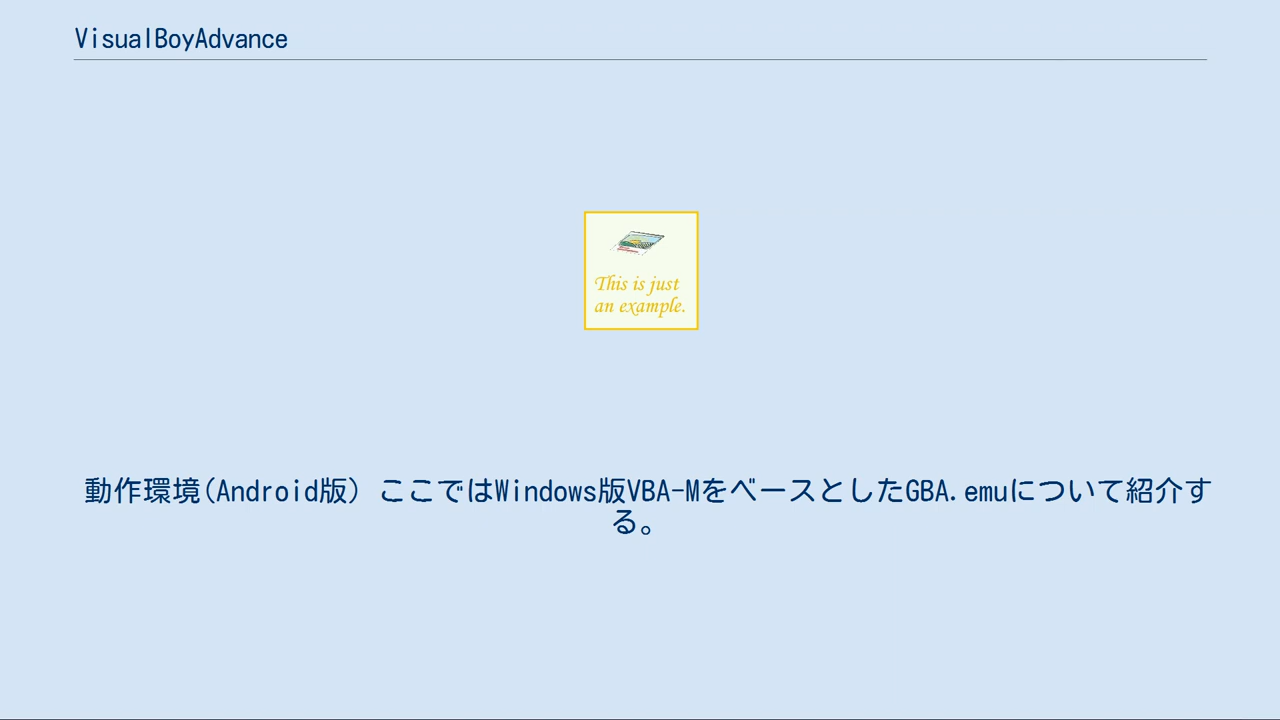 VisualBoyAdvance
This is just
an example.
動作環境(Android版) ここではWindows版VBA-MをベースとしたGBA.emuについて紹介す
る。